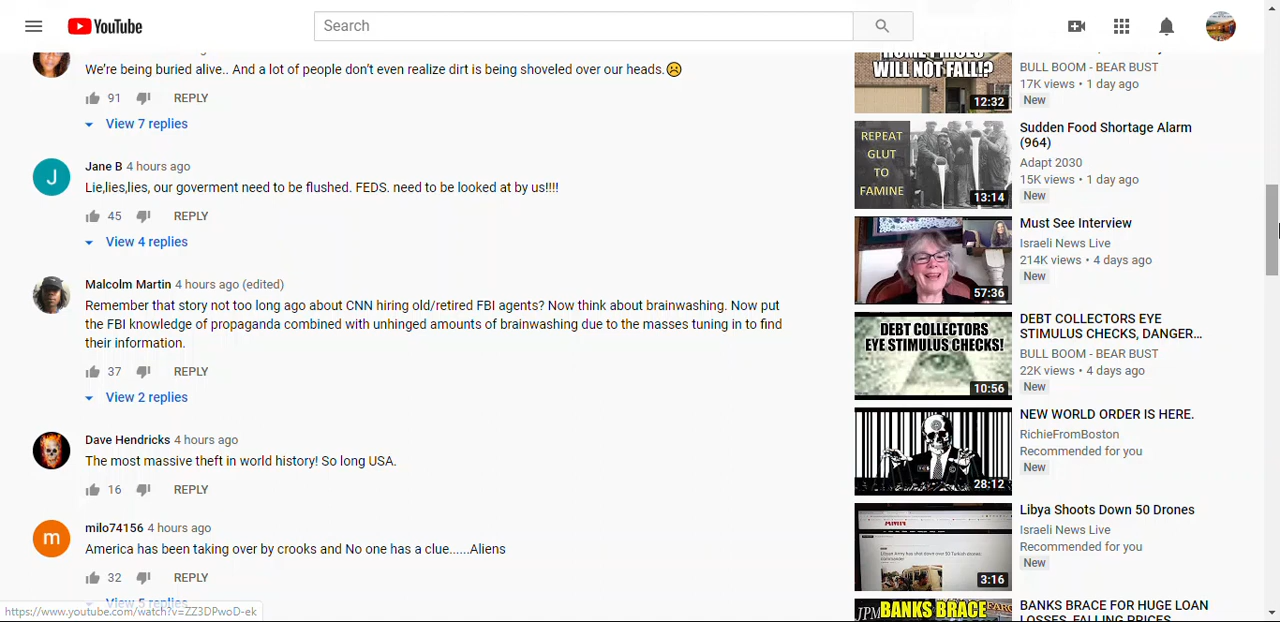 YouTube
Search
We're being buried alive.. And a lot of people don't even realize dirt is being shoveled over our heads.
91 REPLY
View 7 replies
Jane B 4 hours ago
Lie,lies,lies, our goverment need to be flushed. FEDS. need to be looked at by us!!!!
45 REPLY
View 4 replies
Malcolm Martin 4 hours ago (edited)
Remember that story not too long ago about CNN hiring old/retired FBI agents? Now think about brainwashing. Now put
the FBI knowledge of propaganda combined with unhinged amounts of brainwashing due to the masses tuning in to find
their information.
37 REPLY
View 2 replies
Dave Hendricks 4 hours ago
The most massive theft in world history! So long USA.
16 REPLY
milo74156 4 hours ago
America has been taking over by crooks and No one has a clue......Aliens
32 REPLY
View 5 replies
https://www.youtube.com/watch?v=ZZ3DPwoD-ek
WILL NOT FALL!?
12:32
BULL BOOM - BEAR BUST
17K views • 1 day ago
New
REPEAT
GLUT
TO
FAMINE
13:14
Sudden Food Shortage Alarm
(964)
Adapt 2030
15K views • 1 day ago
New
57:36
Must See Interview
Israeli News Live
214K views • 4 days ago
New
DEBT COLLECTORS
EYE STIMULUS CHECKS!
10:56
DEBT COLLECTORS EYE
STIMULUS CHECKS, DANGER...
BULL BOOM - BEAR BUST
22K views • 4 days ago
New
28:12
NEW WORLD ORDER IS HERE.
RichieFromBoston
Recommended for you
New
3:16
Libya Shoots Down 50 Drones
Israeli News Live
Recommended for you
New
JPM BANKS BRACE
BANKS BRACE FOR HUGE LOAN
LOSSES, FALLING PRICES